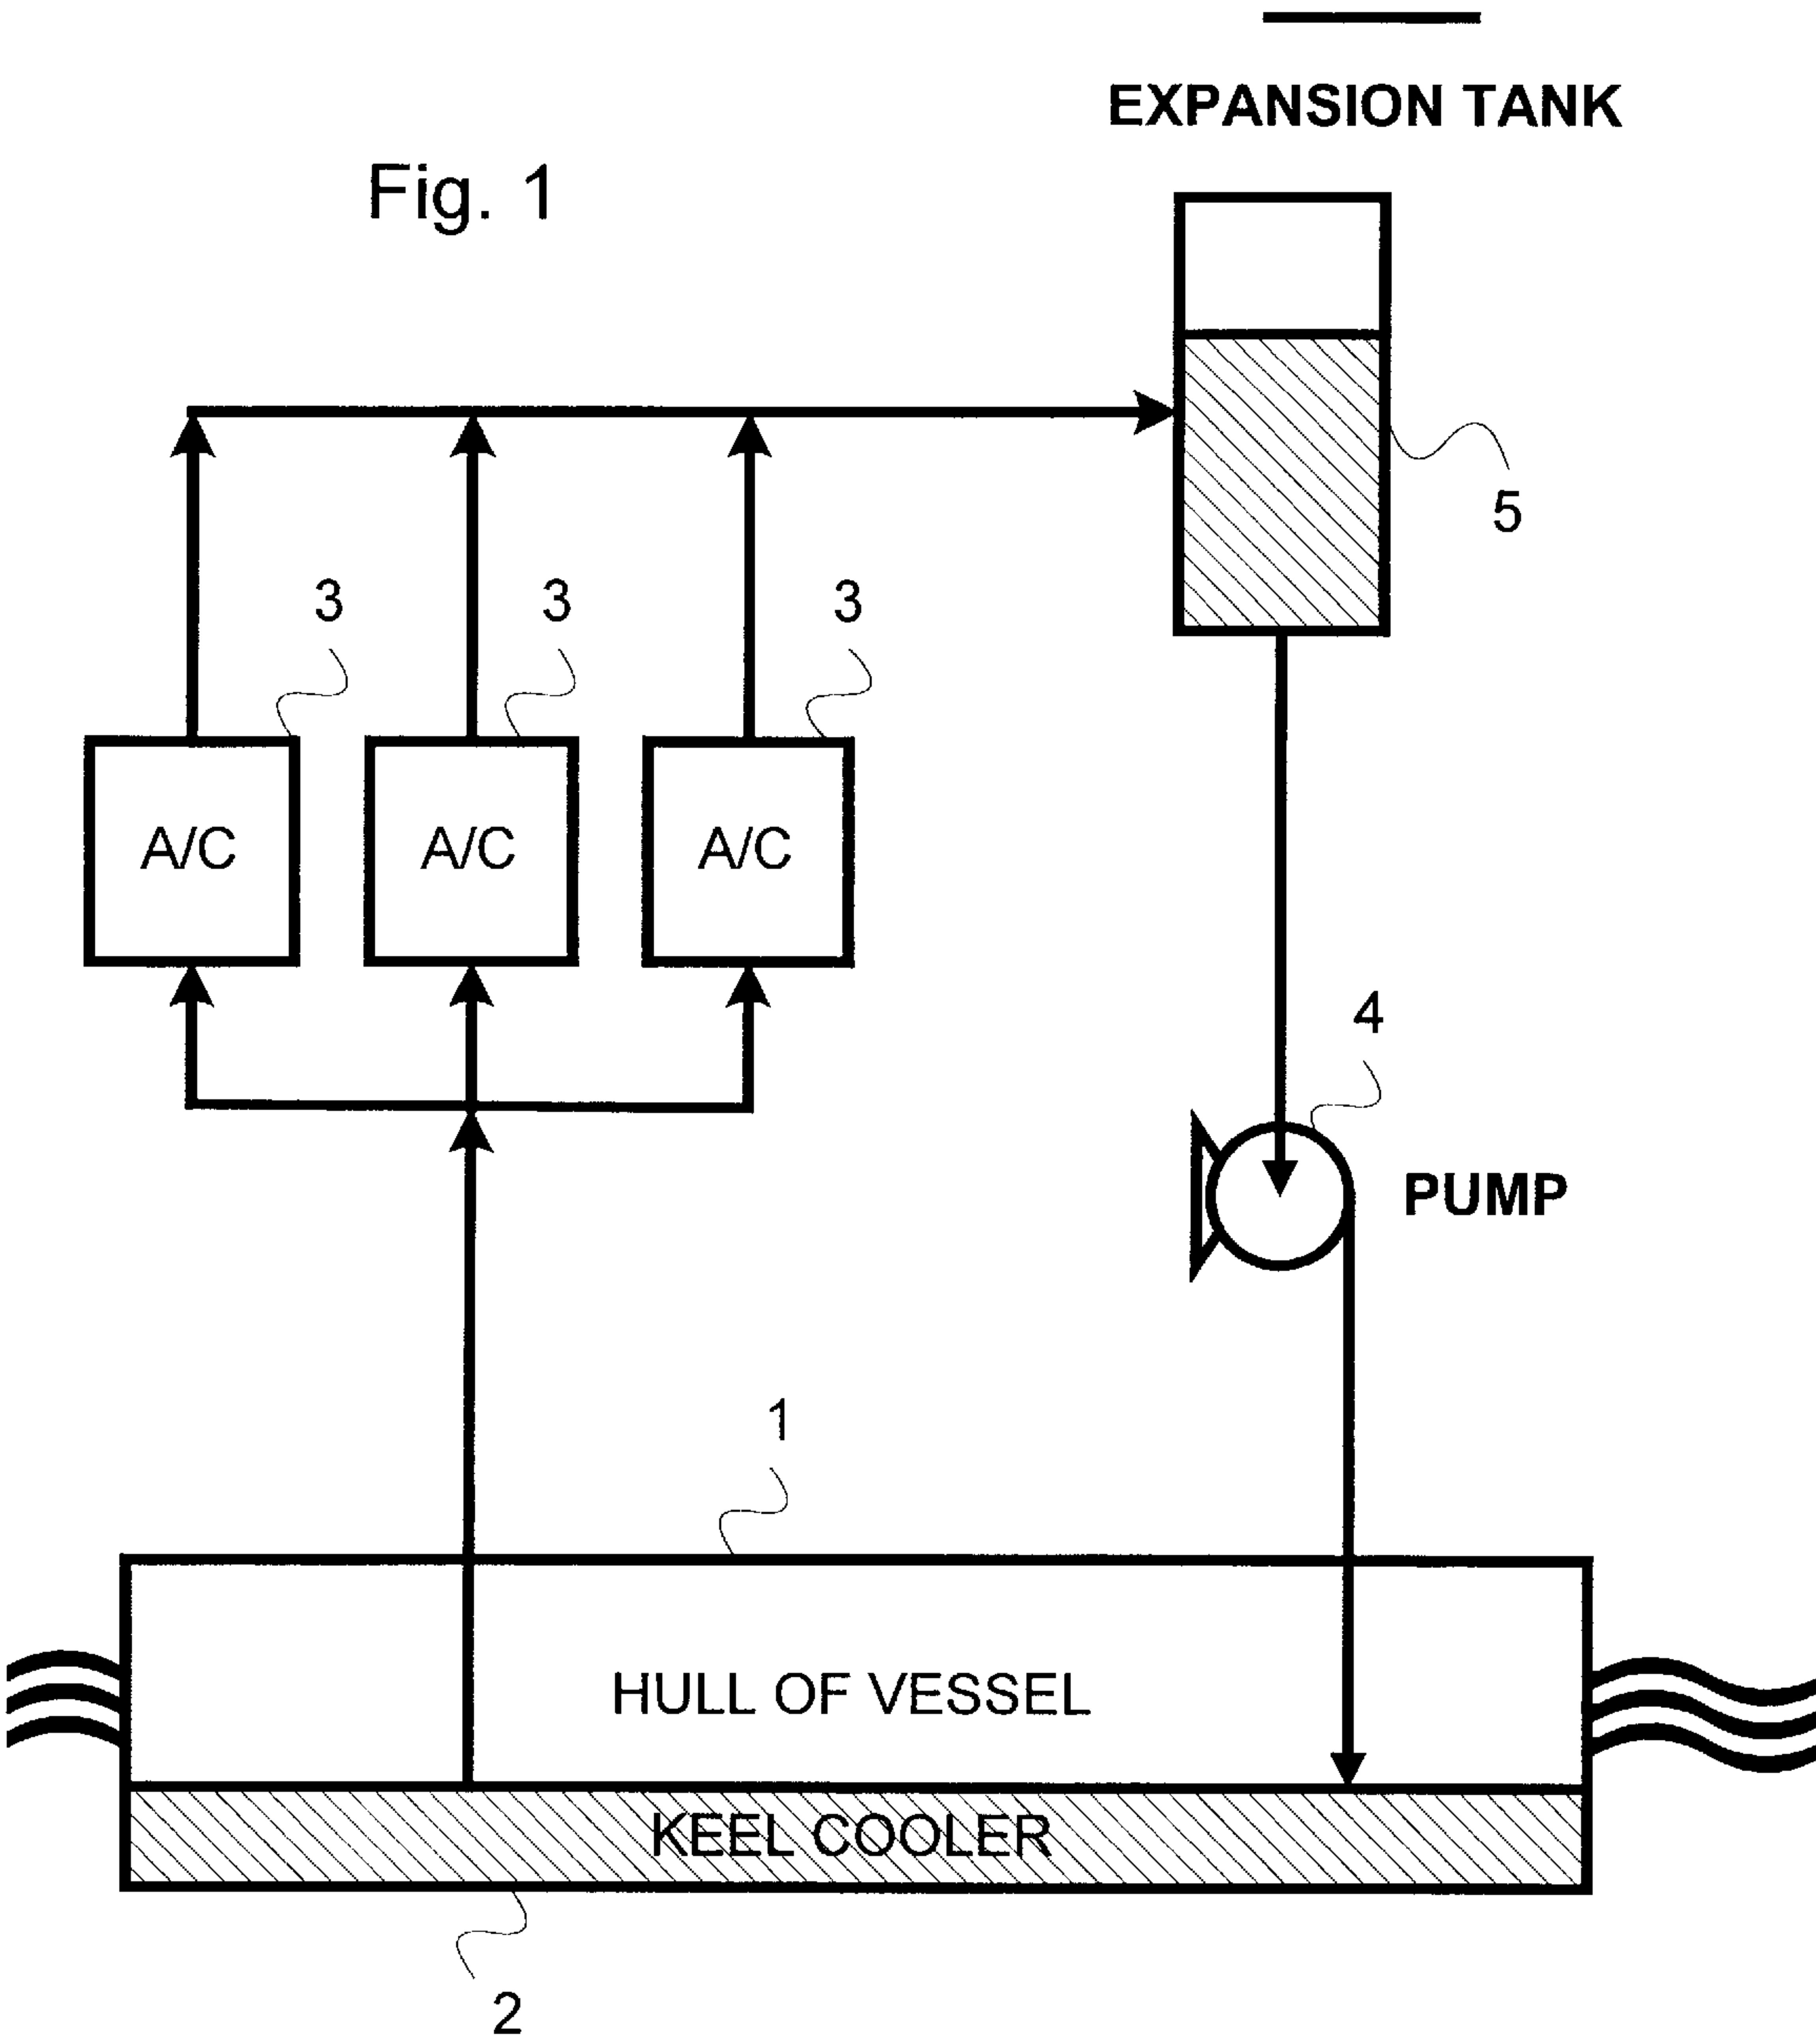 EXPANSION TANK
Fig. 1
5
3 3 3
A/C A/C A/C
4
PUMP
1
HULL OF VESSEL
KEEL COOLER
2